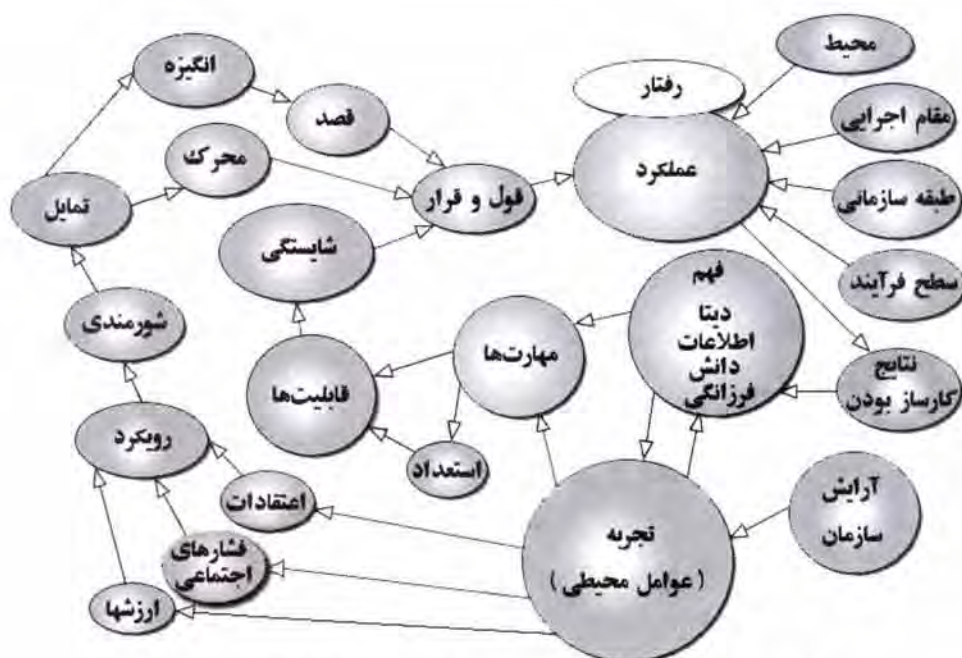 محیط
انگیزه
رفتار
قصد
مقام اجرایی
محرک
عملکرد
تمایل
قول و قرار
طبقه سازمانی
شایستگی
سطح فرآیند
فهم
دیتا
اطلاعات
دانش
فرزانگی
شورمندی
مهارت‌ها
قابلیت‌ها
نتایج
کارساز بودن
رویکرد
استعداد
اعتقادات
آرایش
سازمان
تجربه
(عوامل محیطی)
فشارهای
اجتماعی
ارزشها